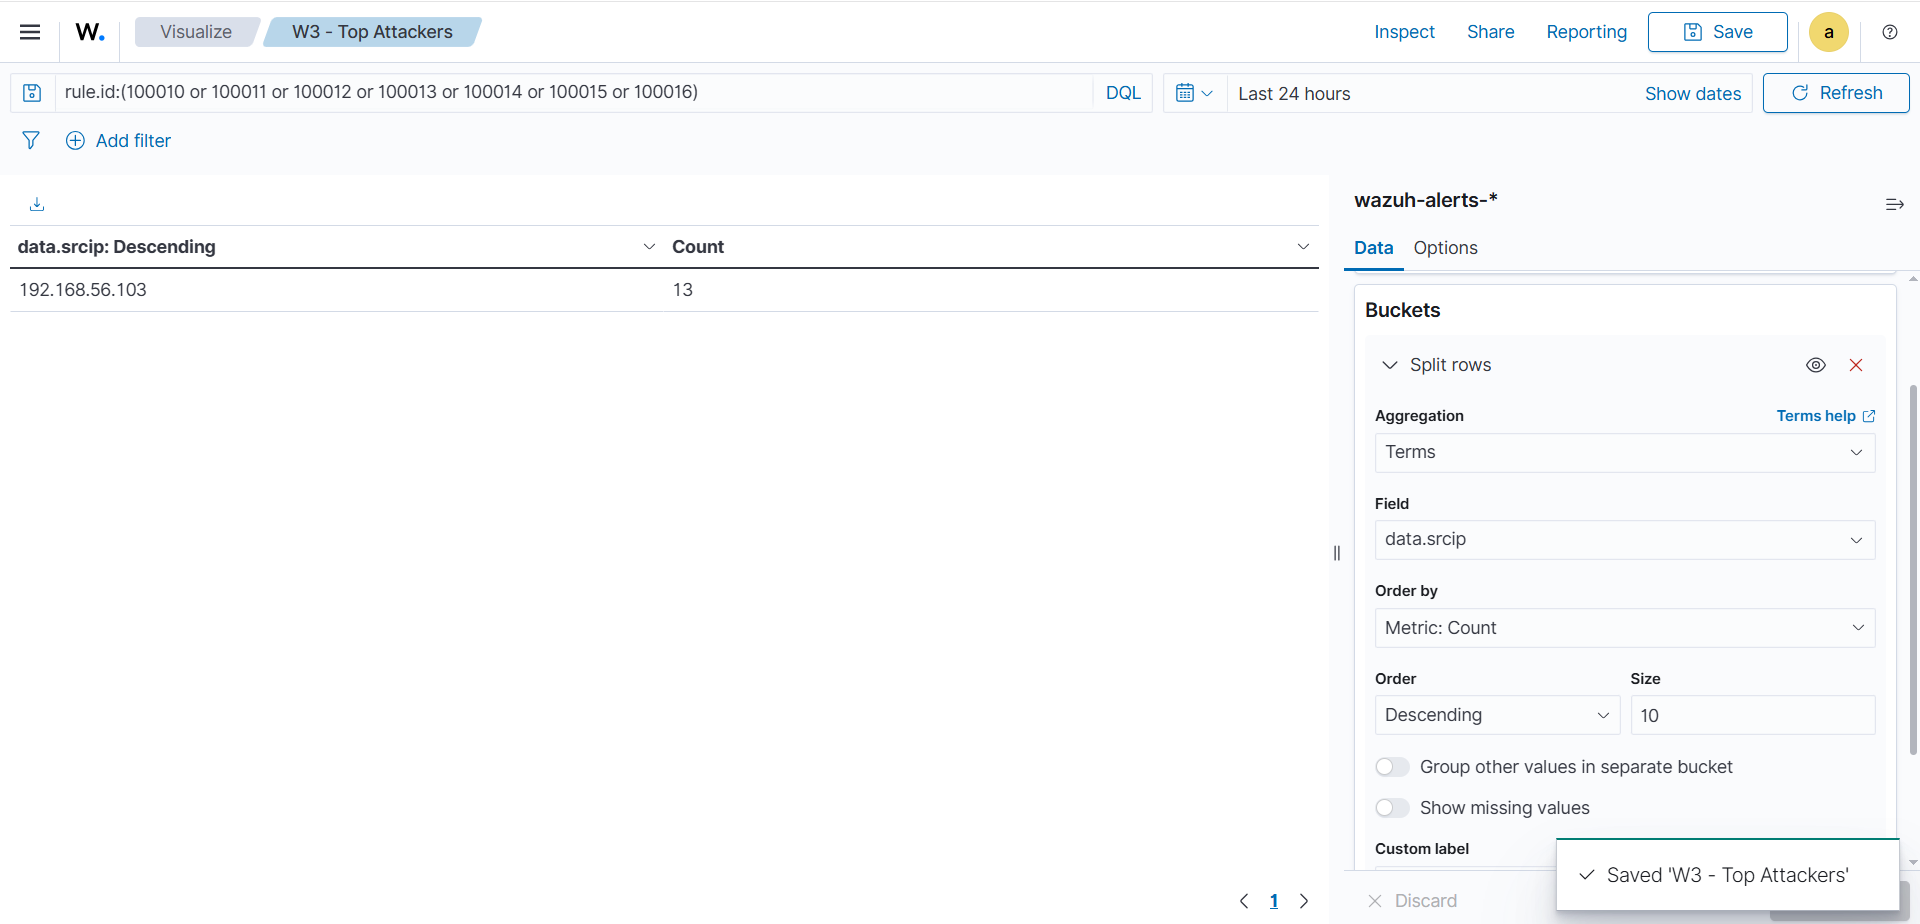 W.
Visualize
W3 - Top Attackers
Inspect
Share
Reporting
Save
a
rule.id:(100010 or 100011 or 100012 or 100013 or 100014 or 100015 or 100016)
DQL
Last 24 hours
Show dates
Refresh
Add filter
data.srcip: Descending
Count
192.168.56.103
13
1
wazuh-alerts-*
Data
Options
Buckets
Split rows
Aggregation
Terms help
Terms
Field
data.srcip
Order by
Metric: Count
Order
Size
Descending
10
Group other values in separate bucket
Show missing values
Custom label
Discard
Saved 'W3 - Top Attackers'